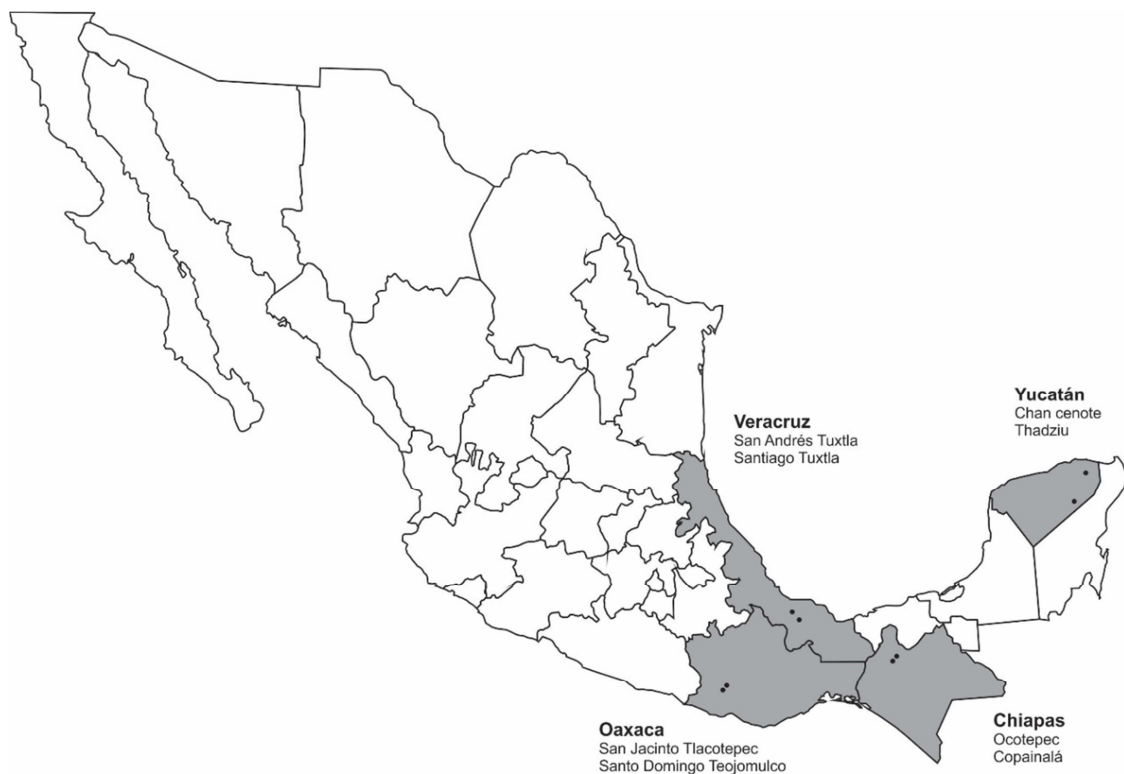 Yucatán
Chan cenote
Thadziu
Veracruz
San Andrés Tuxtla
Santiago Tuxtla
Oaxaca
San Jacinto Tlacotepec
Santo Domingo Teojomulco
Chiapas
Ocotepec
Copainalá